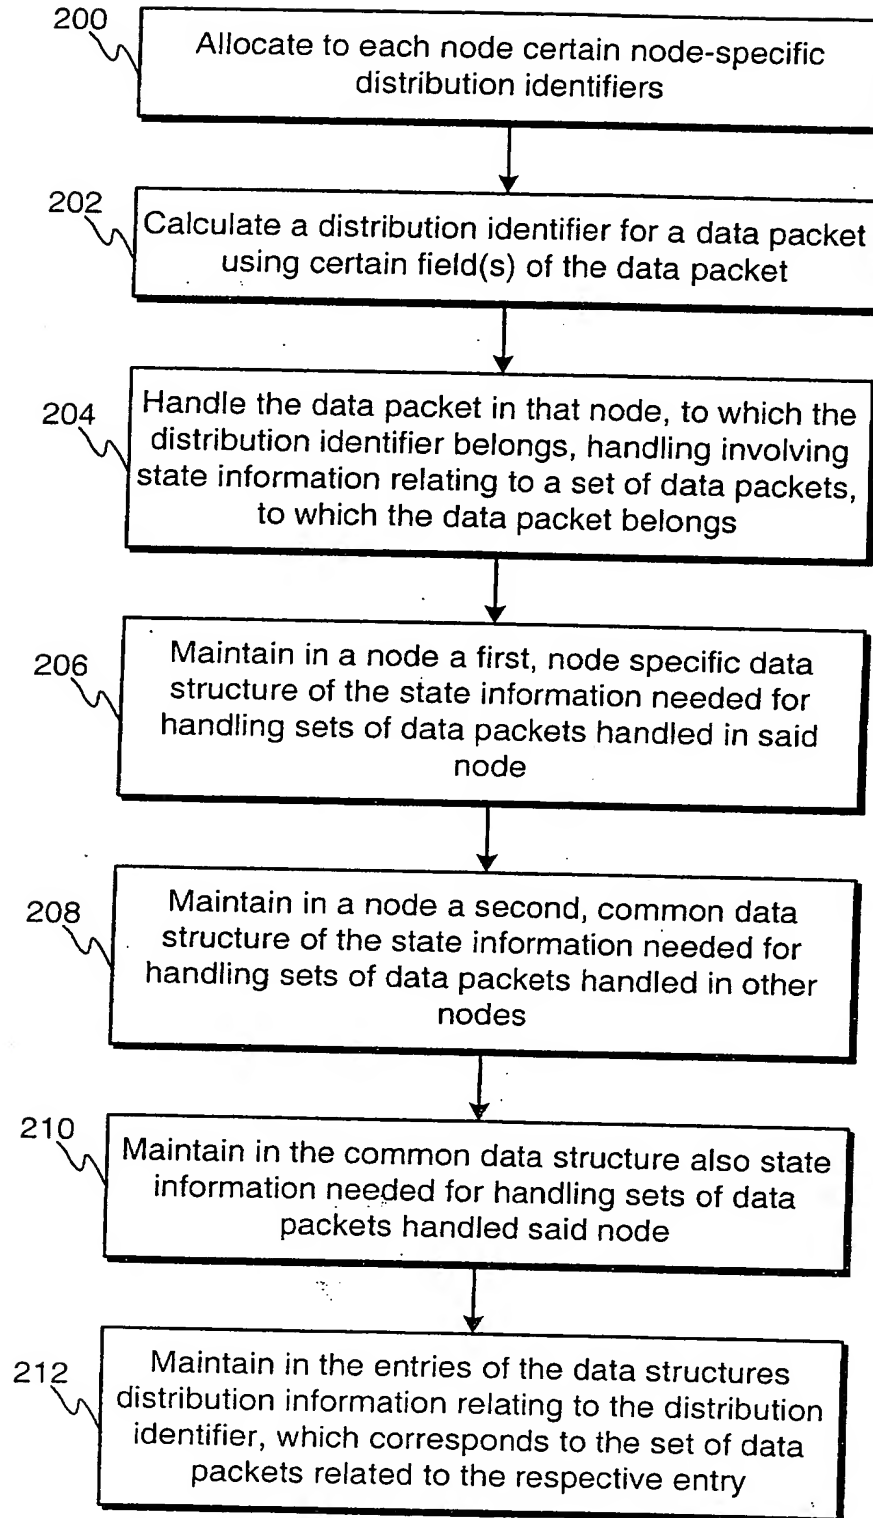 200
Allocate to each node certain node-specific
distribution identifiers
202
Calculate a distribution identifier for a data packet
using certain field(s) of the data packet
204
Handle the data packet in that node, to which the
distribution identifier belongs, handling involving
state information relating to a set of data packets,
to which the data packet belongs
206
Maintain in a node a first, node specific data
structure of the state information needed for
handling sets of data packets handled in said
node
208
Maintain in a node a second, common data
structure of the state information needed for
handling sets of data packets handled in other
nodes
210
Maintain in the common data structure also state
information needed for handling sets of data
packets handled said node
212
Maintain in the entries of the data structures
distribution information relating to the distribution
identifier, which corresponds to the set of data
packets related to the respective entry